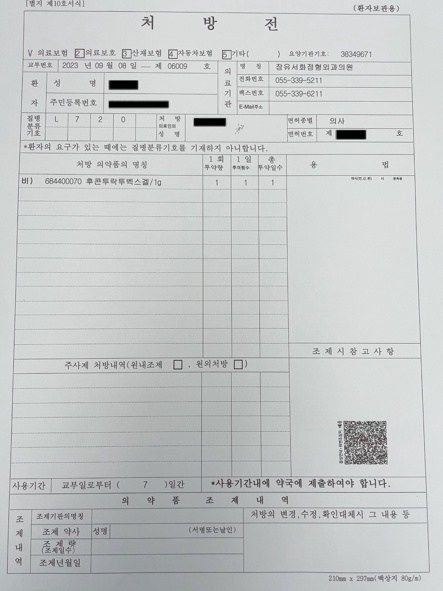 [별지 제10호서식]
(환자보관용)
처 방 전
V 의료보험 2 의료보호 3 산재보험 4 자동차보험 5 기타( ) 요양기관기호: 38349671
교부번호 2023 년 09 월 08 일 — 제 06009 호
환자
성 명
주민등록번호
의료기관
명 칭 장유서화정형외과의원
전화번호 055-339-5211
팩스번호 055-339-6211
E-Mail주소
질병분류기호 L 7 2 0
처 방 의료인의 성 명
면허종별 의사
면허번호 제 호
*환자의 요구가 있는 때에는 질병분류기호를 기재하지 아니합니다.
처방 의약품의 명칭
1 회 투약량
1 일 투여횟수
총 투약일수
용 법
비) 684400070 후콘투락투벡스겔/1g 1 1 1
조 제 시 참 고 사 항
주사제 처방내역(원내조제 , 원외처방 )
사용기간 교부일로부터 ( 7 )일간 *사용기간내에 약국에 제출하여야 합니다.
의 약 품 조 제 내 역
조제내역
조제기관의명칭
처방의 변경,수정,확인대체시 그 내용 등
조제 약사 성명 (서명또는날인)
조 제 량 (조제일수)
조제년월일
210mm x 297mm(백상지 80g/m)